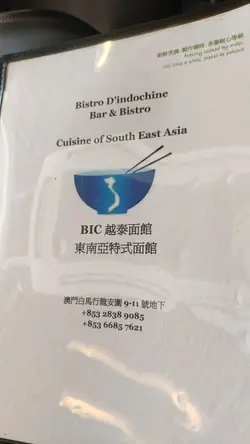 Bistro D'indochine
Bar & Bistro
Cuisine of South East Asia
BIC 越泰面館
東南亞特式面館
澳門白馬行龍安圍 9-11 號地下
+853 2838 9085
+853 6685 7621